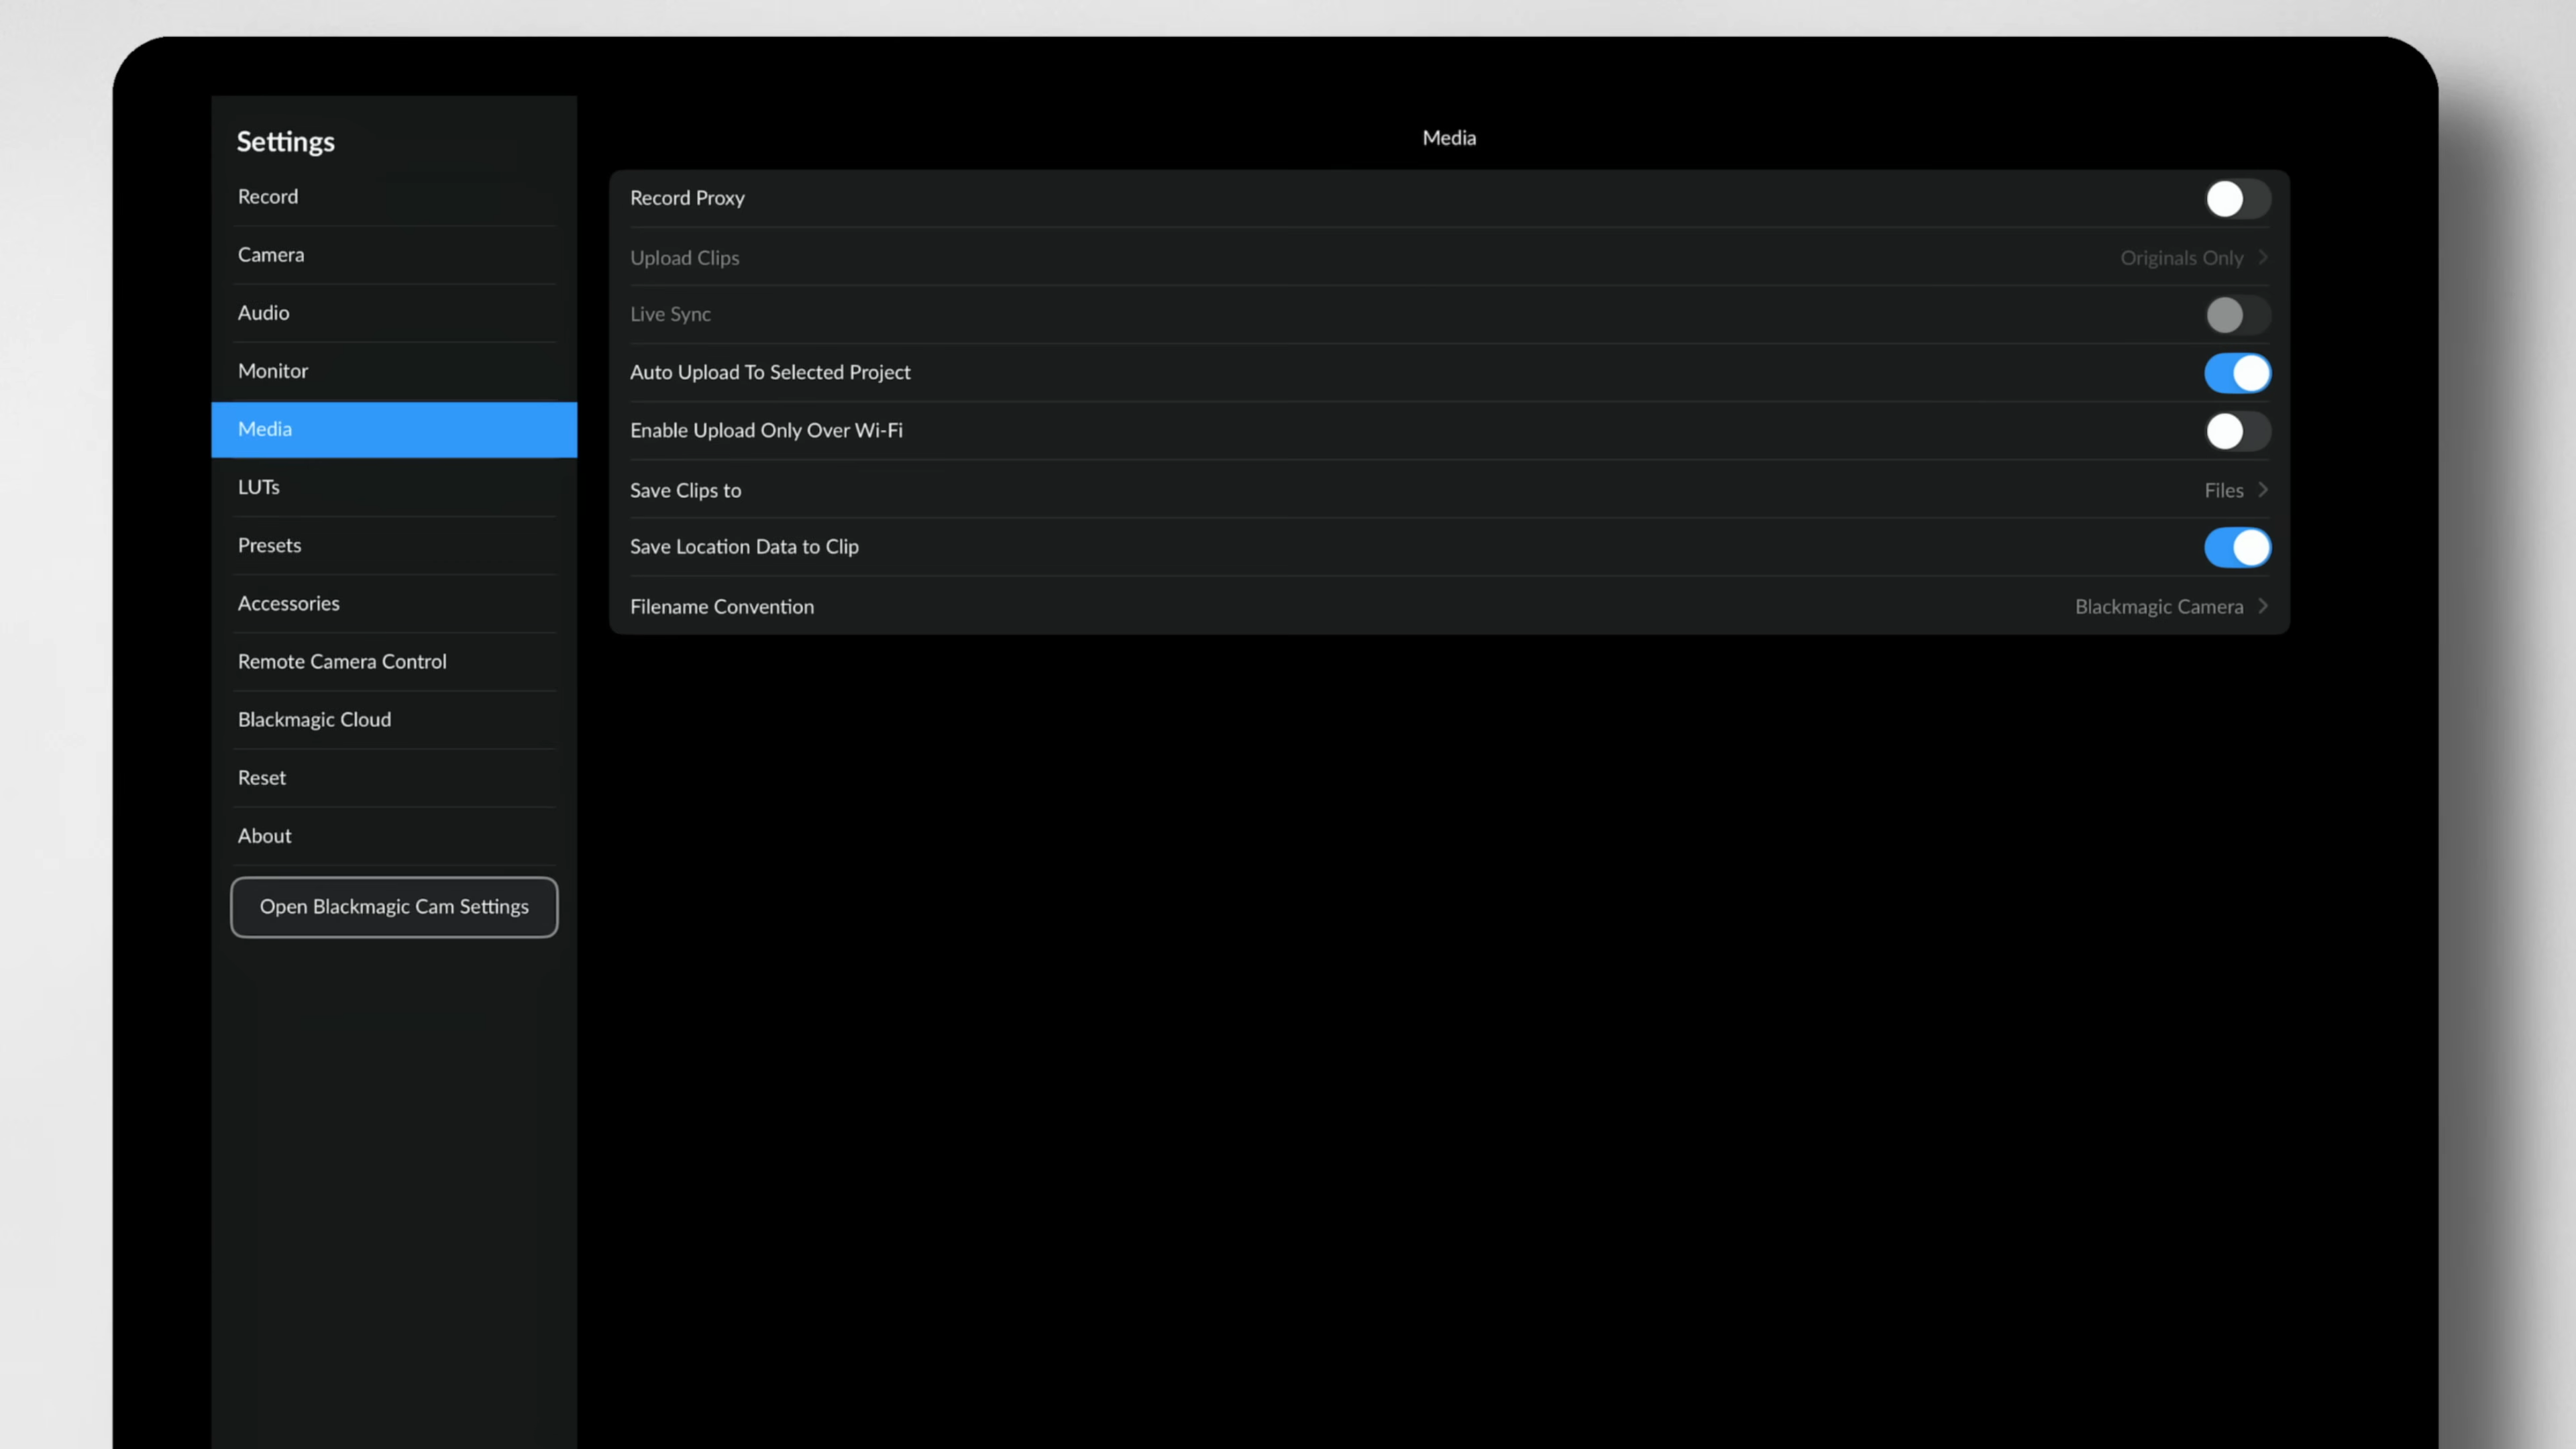 Settings
Record
Camera
Audio
Monitor
Media
LUTs
Presets
Accessories
Remote Camera Control
Blackmagic Cloud
Reset
About
Open Blackmagic Cam Settings
Media
Record Proxy
Upload Clips Originals Only
Live Sync
Auto Upload To Selected Project
Enable Upload Only Over Wi-Fi
Save Clips to Files
Save Location Data to Clip
Filename Convention Blackmagic Camera